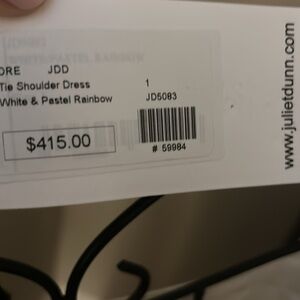 DRE JDD
Tie Shoulder Dress 1
White & Pastel Rainbow JD5083
$415.00
# 59984
www.julietdunn.com